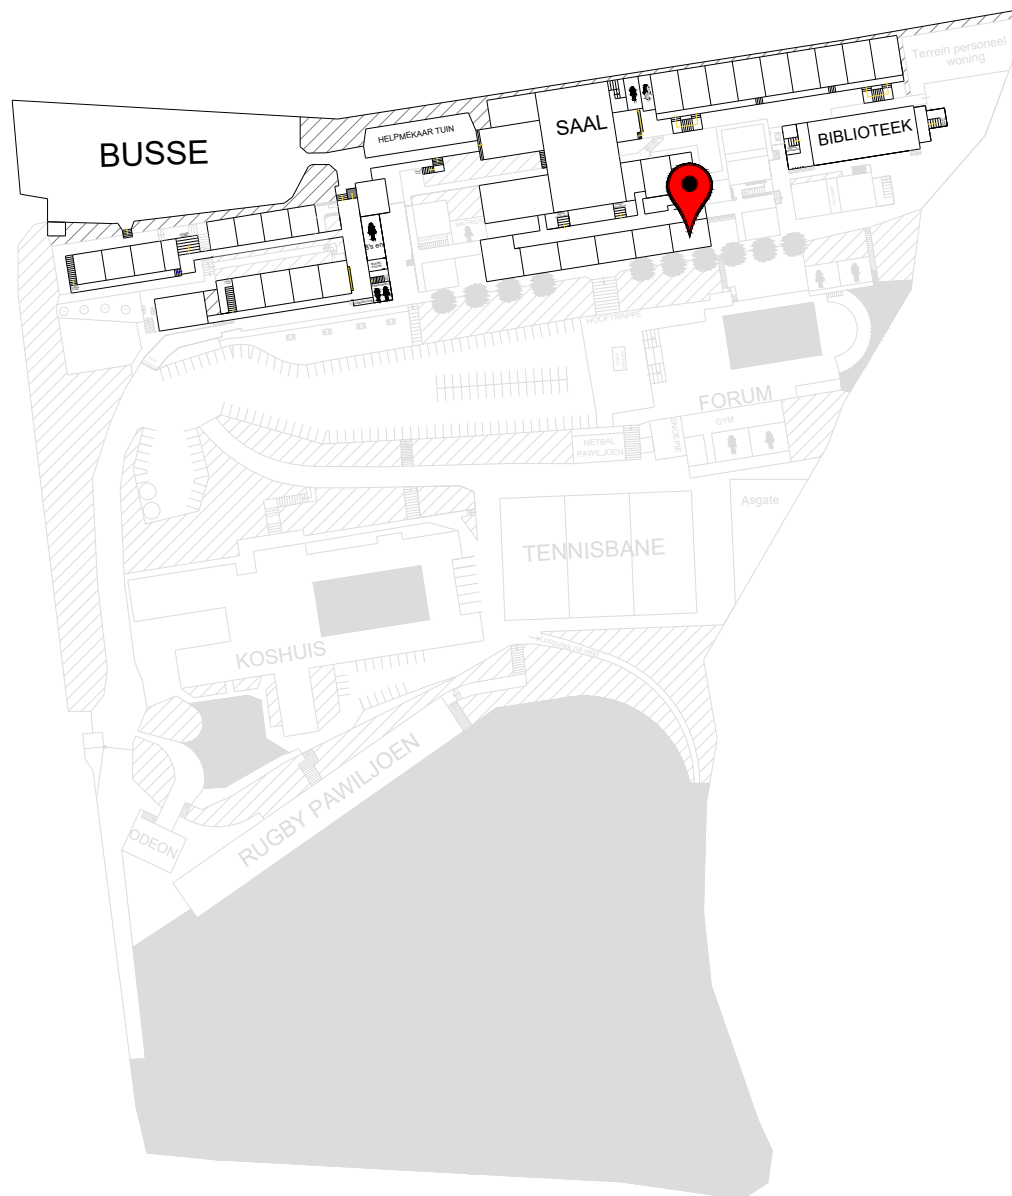 Terrein personeel
woning
BUSSE
HELPMEKAAR TUIN
SAAL
BIBLIOTEEK
HOOFTRAPPE
FORUM
GYM
NETBAL
PAWILJOEN
Asgate
TENNISBANE
KOSHUIS
RUGBY PAWILJOEN
ODEON